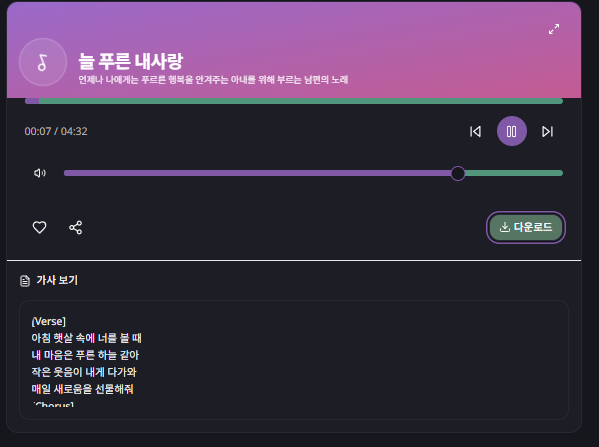 늘 푸른 내사랑
언제나 나에게는 푸르른 행복을 안겨주는 아내를 위해 부르는 남편의 노래
00:07 / 04:32
다운로드
가사 보기
[Verse]
아침 햇살 속에 너를 볼 때
내 마음은 푸른 하늘 같아
작은 웃음이 내게 다가와
매일 새로움을 선물해줘
[Chorus]